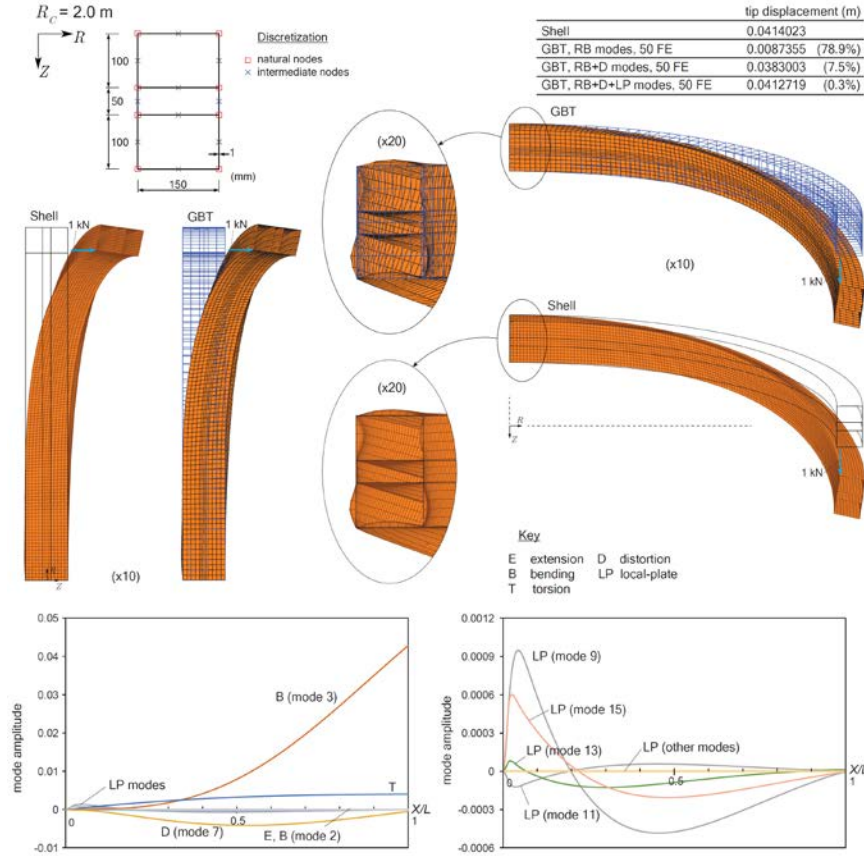 R_C = 2.0 m
R
Z
Discretization
natural nodes
intermediate nodes
100
50
100
1
(mm)
150
tip displacement (m)
Shell 0.0414023
GBT, RB modes, 50 FE 0.0087355 (78.9%)
GBT, RB+D modes, 50 FE 0.0383003 (7.5%)
GBT, RB+D+LP modes, 50 FE 0.0412719 (0.3%)
(x20)
GBT
(x10)
1 kN
Shell
1 kN
GBT
1 kN
R
Z
(x10)
(x20)
Shell
R
Z
1 kN
Key
E extension D distortion
B bending LP local-plate
T torsion
0.05
0.04
0.03
0.02
0.01
0
-0.01
mode amplitude
B (mode 3)
LP modes
T
X/L
0
0.5
1
D (mode 7)
E, B (mode 2)
0.0012
0.0009
0.0006
0.0003
0
-0.0003
-0.0006
mode amplitude
LP (mode 9)
LP (mode 15)
LP (mode 13)
LP (other modes)
X/L
0
0.5
1
LP (mode 11)